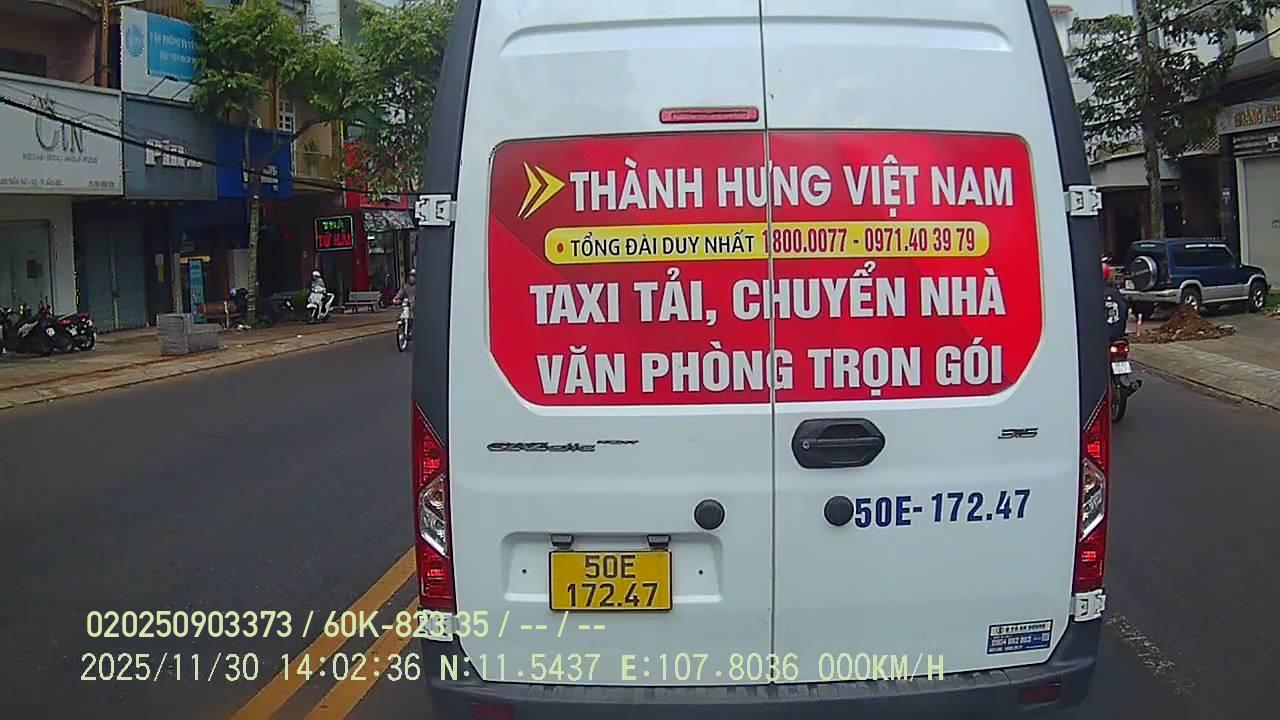 THÀNH HƯNG VIỆT NAM
TỔNG ĐÀI DUY NHẤT 1800.0077 - 0971.40 39 79
TAXI TẢI, CHUYỂN NHÀ
VĂN PHÒNG TRỌN GÓI
GAZelle NEXT
50E-172.47
50E
172.47
020250903373 / 60K-823 35 / -- / --
2025/11/30 14:02:36 N:11.5437 E:107.8036 000KM/H